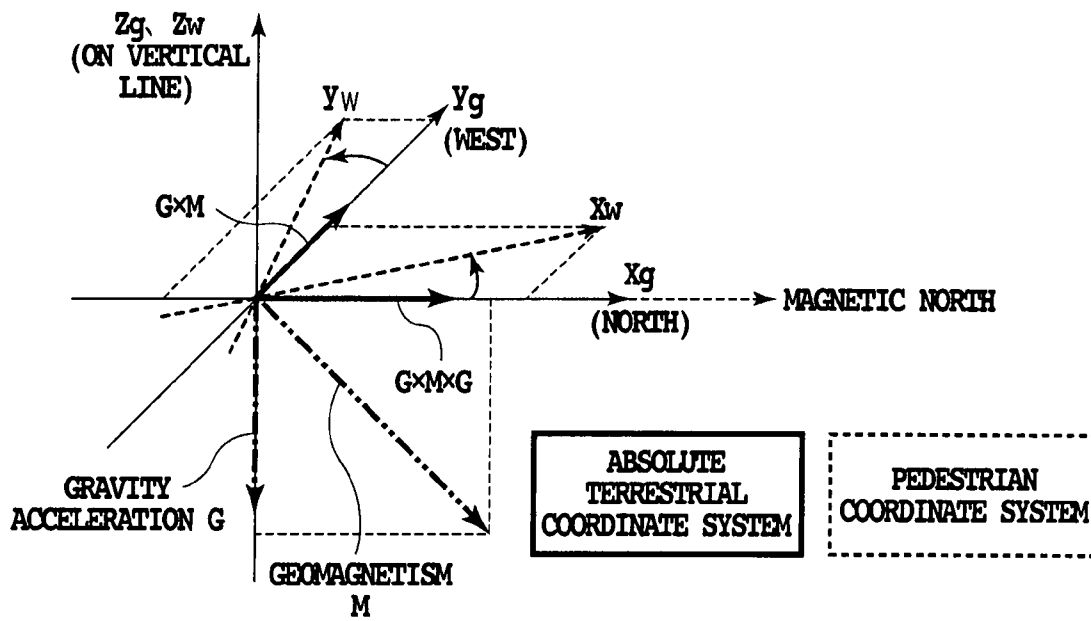 Zg、Zw
(ON VERTICAL
LINE)
Yw
Yg
(WEST)
G×M
Xw
Xg
(NORTH)
MAGNETIC NORTH
G×M×G
GRAVITY
ACCELERATION G
GEOMAGNETISM
M
ABSOLUTE
TERRESTRIAL
COORDINATE SYSTEM
PEDESTRIAN
COORDINATE SYSTEM